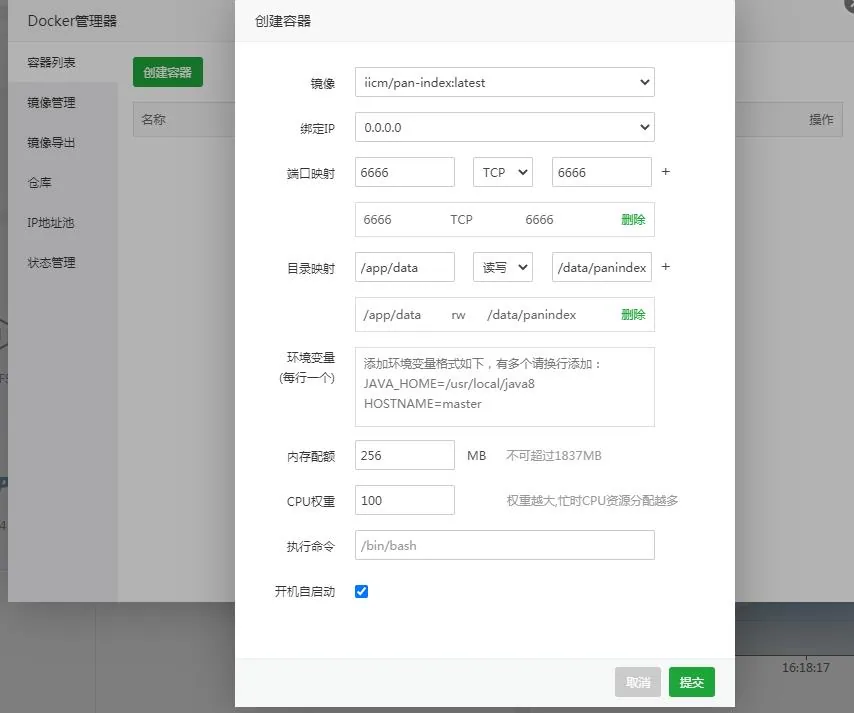 Docker管理器
容器列表
镜像管理
镜像导出
仓库
IP地址池
状态管理
创建容器
名称
操作
创建容器
镜像 iicm/pan-index:latest
绑定IP 0.0.0.0
端口映射 6666 TCP 6666 +
6666 TCP 6666 删除
目录映射 /app/data 读写 /data/panindex +
/app/data rw /data/panindex 删除
环境变量
(每行一个)
添加环境变量格式如下，有多个请换行添加：
JAVA_HOME=/usr/local/java8
HOSTNAME=master
内存配额 256 MB 不可超过1837MB
CPU权重 100 权重越大,忙时CPU资源分配越多
执行命令 /bin/bash
开机自启动
取消 提交
16:18:17